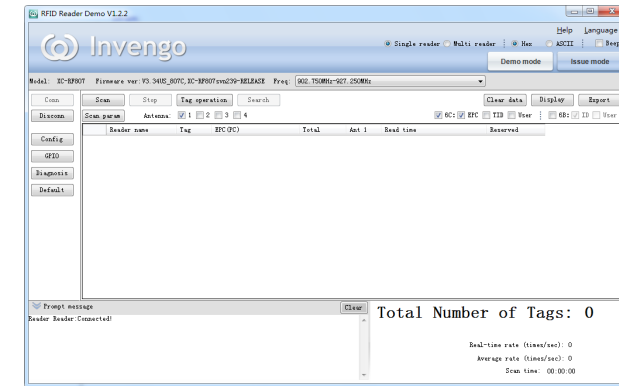 RFID Reader Demo V1.2.2
Help Language
Invengo
Single reader Multi reader Hex ASCII Beep
Demo mode Issue mode
Model: XC-RF807 Firmware ver: V3.34US_807C, XC-RF807svn239-RELEASE Freq: 902.750MHz-927.250MHz
Conn Scan Stop Tag operation Search Clear data Display Export
Disconn Scan param Antenna: 1 2 3 4 6C: EPC TID User 6B: ID User
Reader name Tag EPC(PC) Total Ant 1 Read time Reserved
Config
GPIO
Diagnosis
Default
Prompt message Clear
Reader Reader:Connected!
Total Number of Tags: 0
Real-time rate (times/sec): 0
Average rate (times/sec): 0
Scan time: 00:00:00